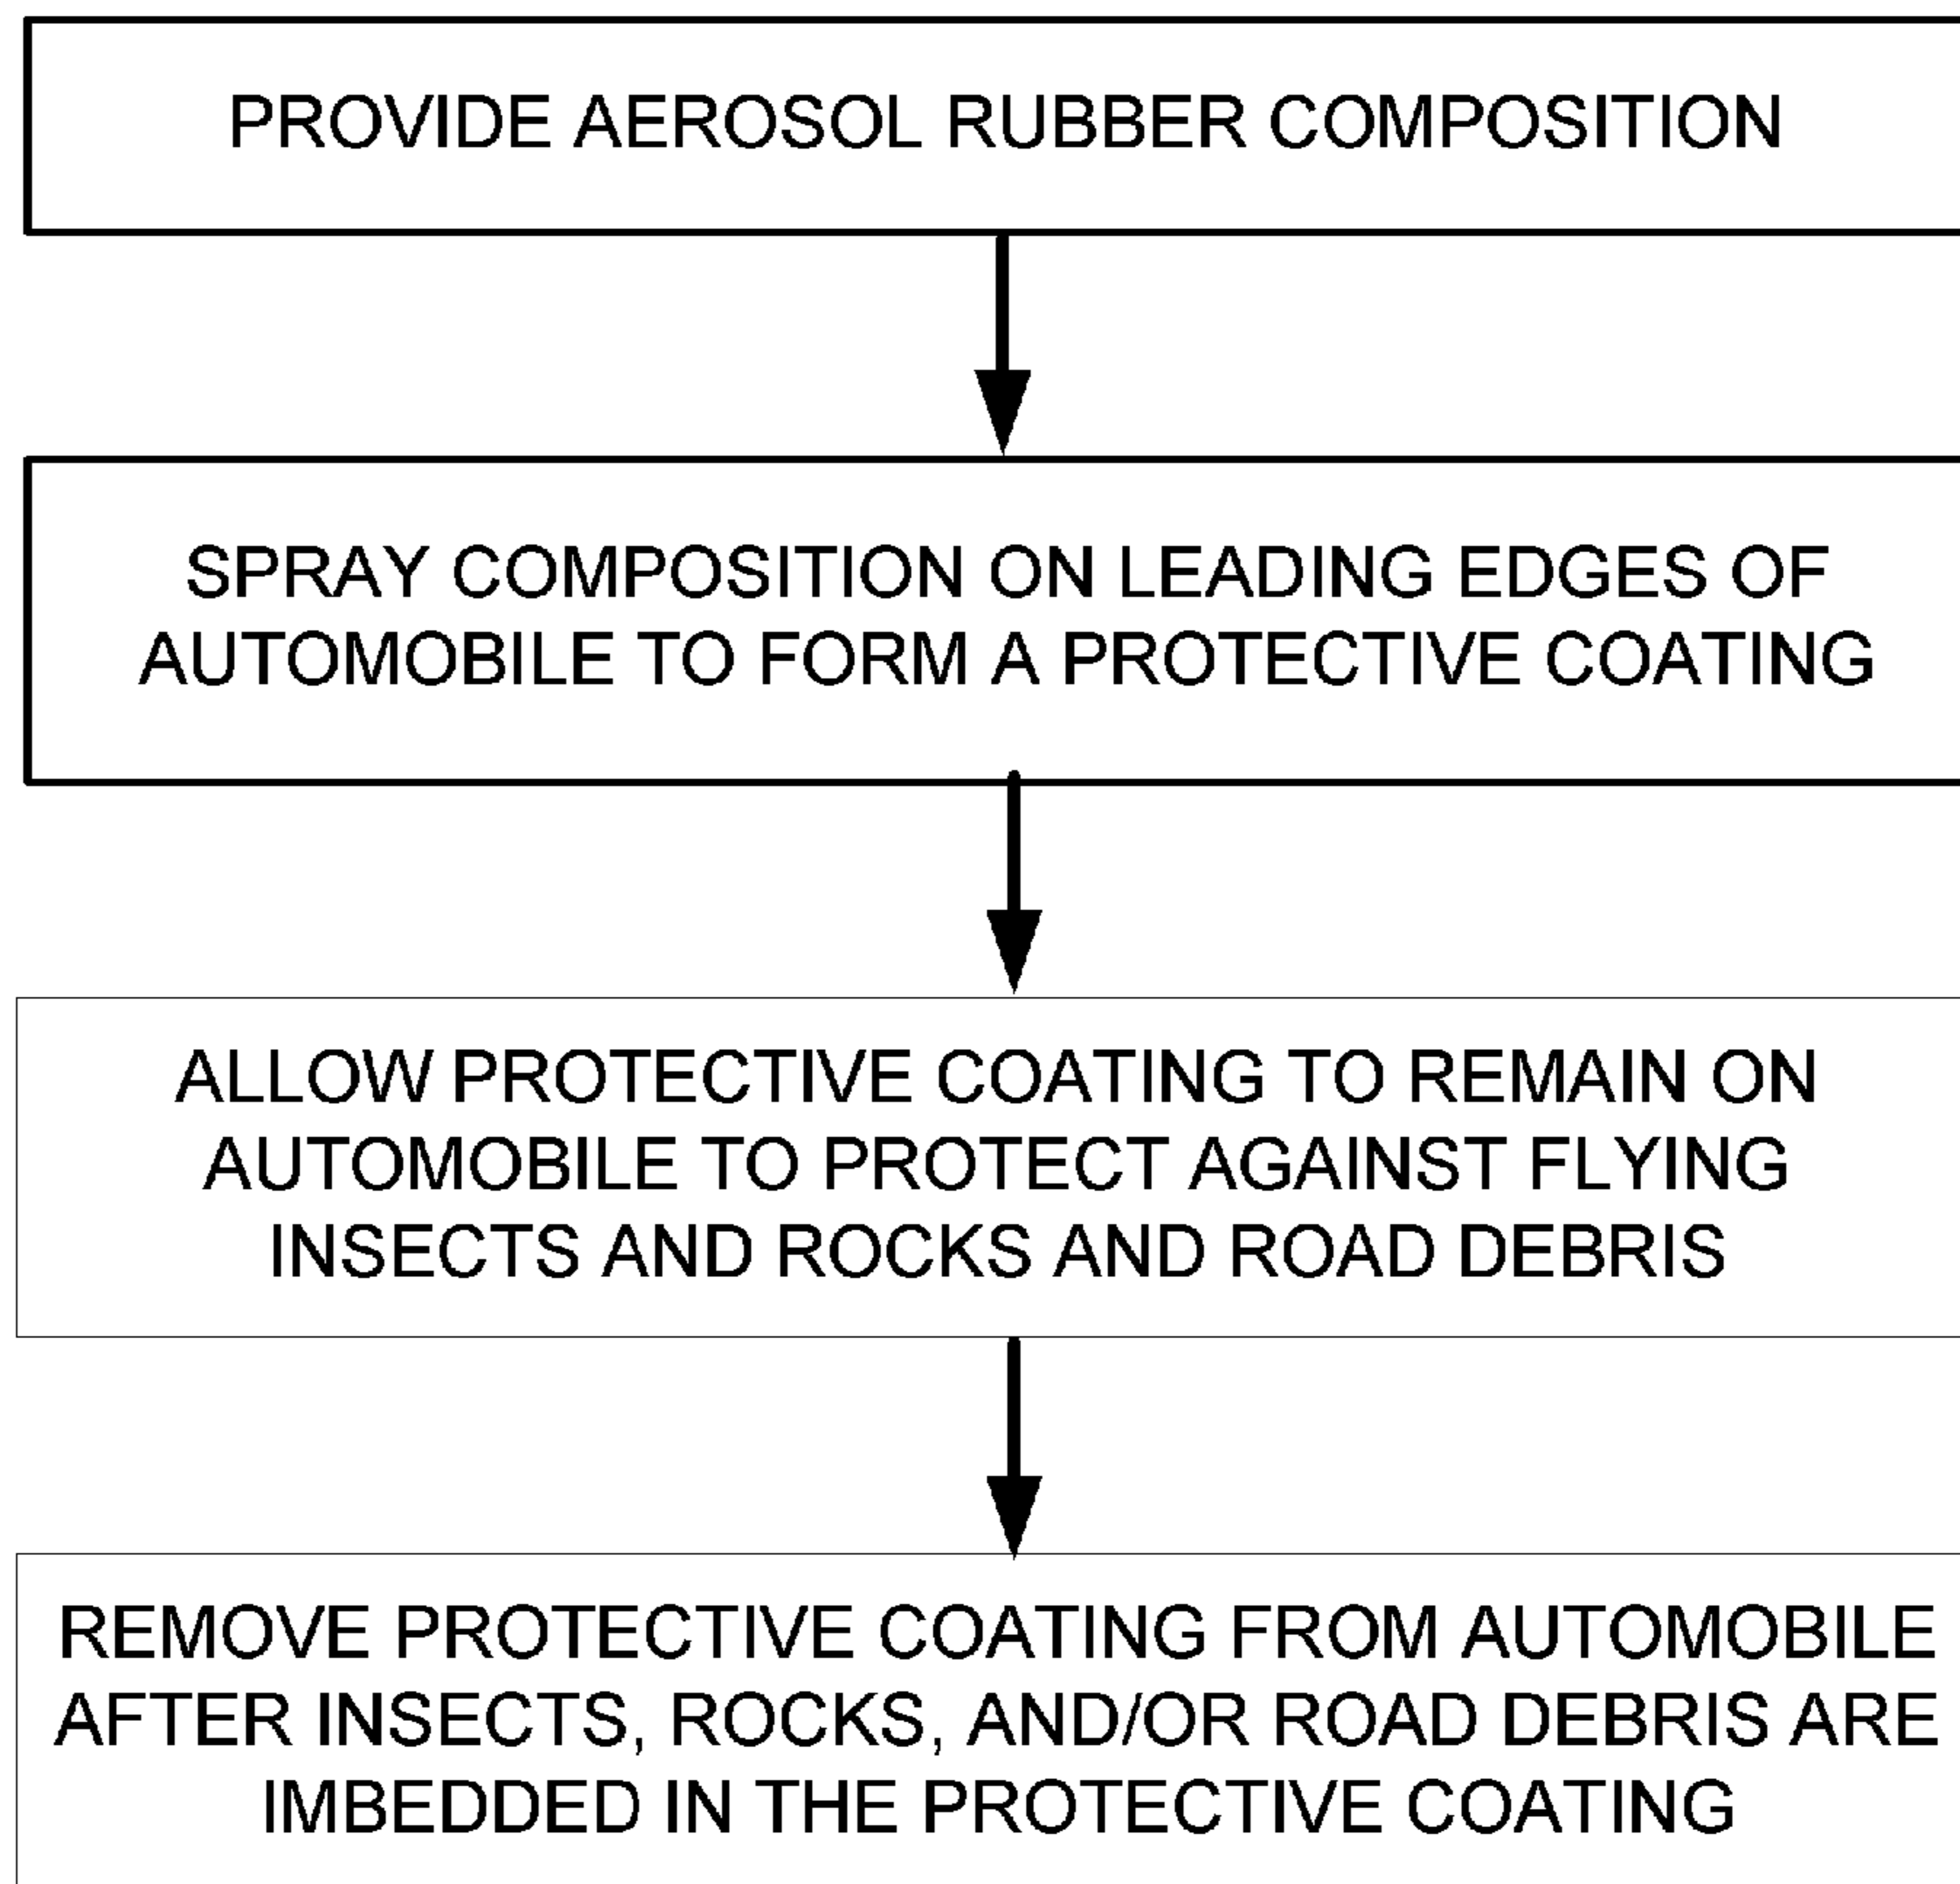 PROVIDE AEROSOL RUBBER COMPOSITION
SPRAY COMPOSITION ON LEADING EDGES OF
AUTOMOBILE TO FORM A PROTECTIVE COATING
ALLOW PROTECTIVE COATING TO REMAIN ON
AUTOMOBILE TO PROTECT AGAINST FLYING
INSECTS AND ROCKS AND ROAD DEBRIS
REMOVE PROTECTIVE COATING FROM AUTOMOBILE
AFTER INSECTS, ROCKS, AND/OR ROAD DEBRIS ARE
IMBEDDED IN THE PROTECTIVE COATING